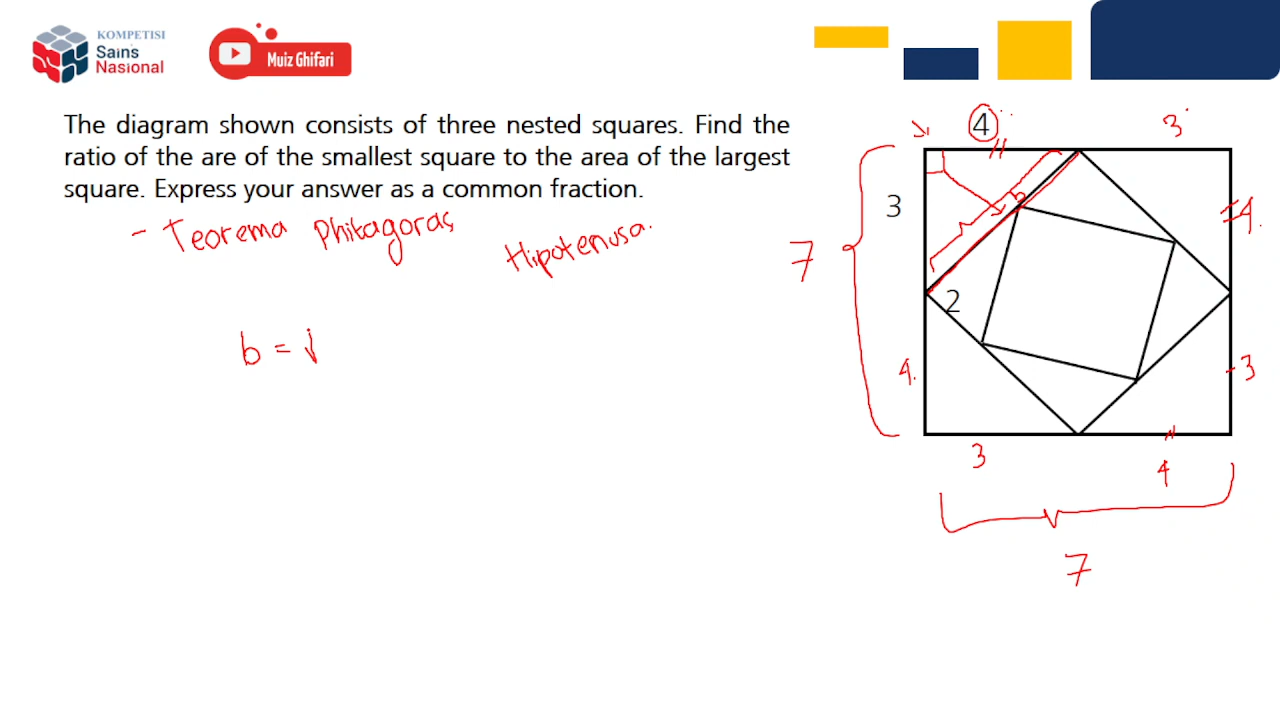 KOMPETISI
Sains
Nasional
Muiz Ghifari
The diagram shown consists of three nested squares. Find the
ratio of the are of the smallest square to the area of the largest
square. Express your answer as a common fraction.
- Teorema Phitagoras
Hipotenusa.
b = √
4
3
3
b
4.
7
2
4.
3
3
4
7